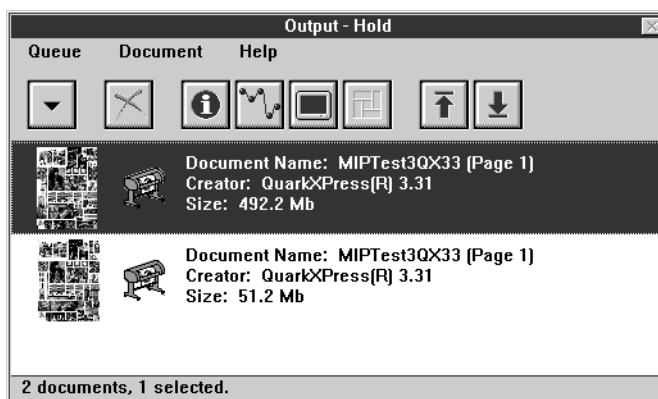 Output - Hold
Queue Document Help
Document Name: MIPTest3QX33 (Page 1)
Creator: QuarkXPress(R) 3.31
Size: 492.2 Mb
Document Name: MIPTest3QX33 (Page 1)
Creator: QuarkXPress(R) 3.31
Size: 51.2 Mb
2 documents, 1 selected.